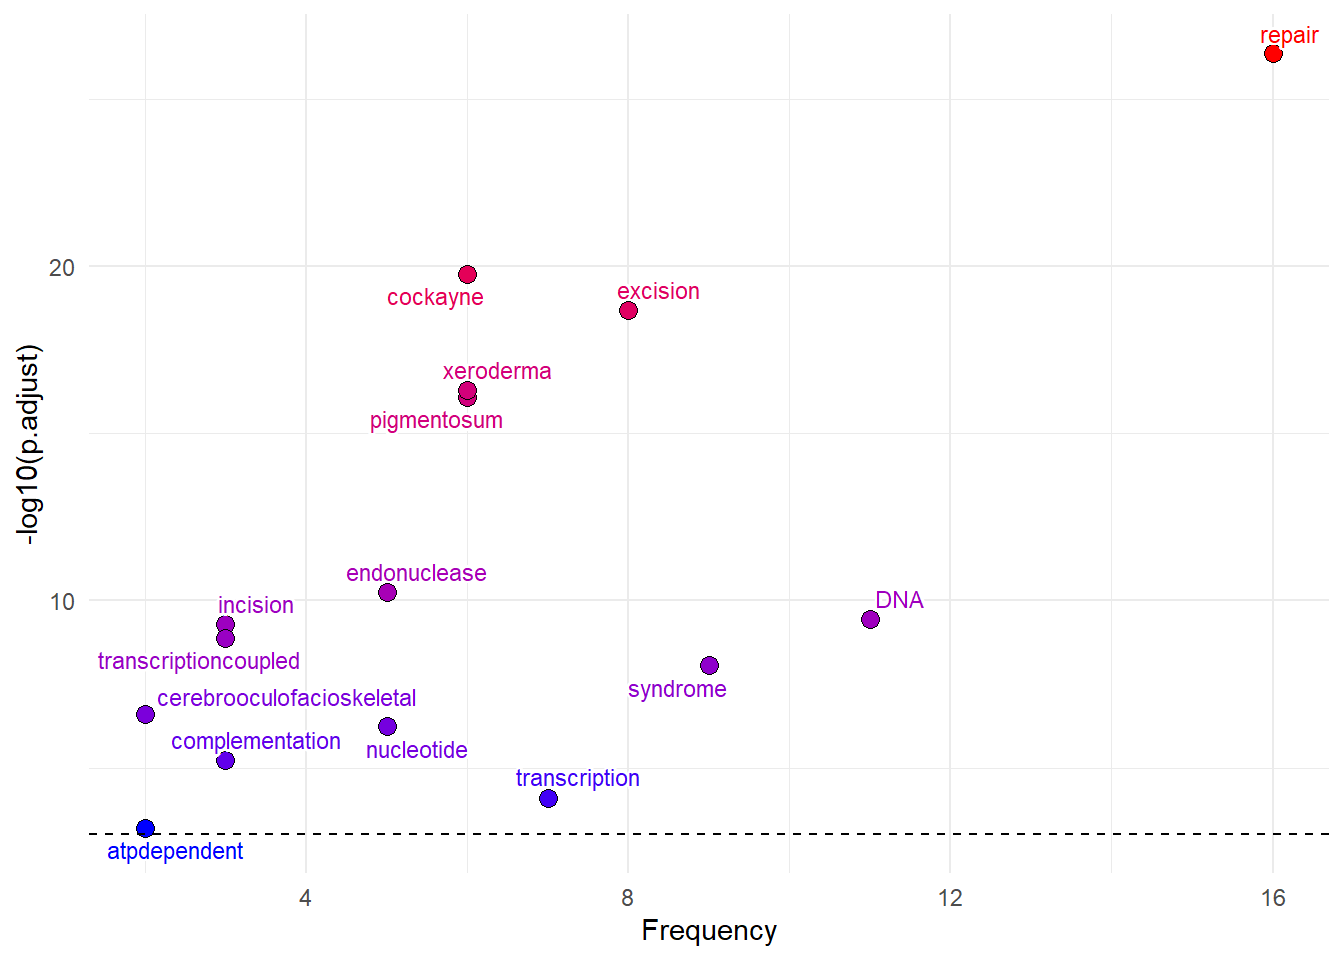 repair
20
cockayne
excision
xeroderma
pigmentosum
-log10(p.adjust)
endonuclease
10
incision
DNA
transcriptioncoupled
syndrome
cerebrooculofacioskeletal
complementation
nucleotide
transcription
atpdependent
4
8
12
16
Frequency